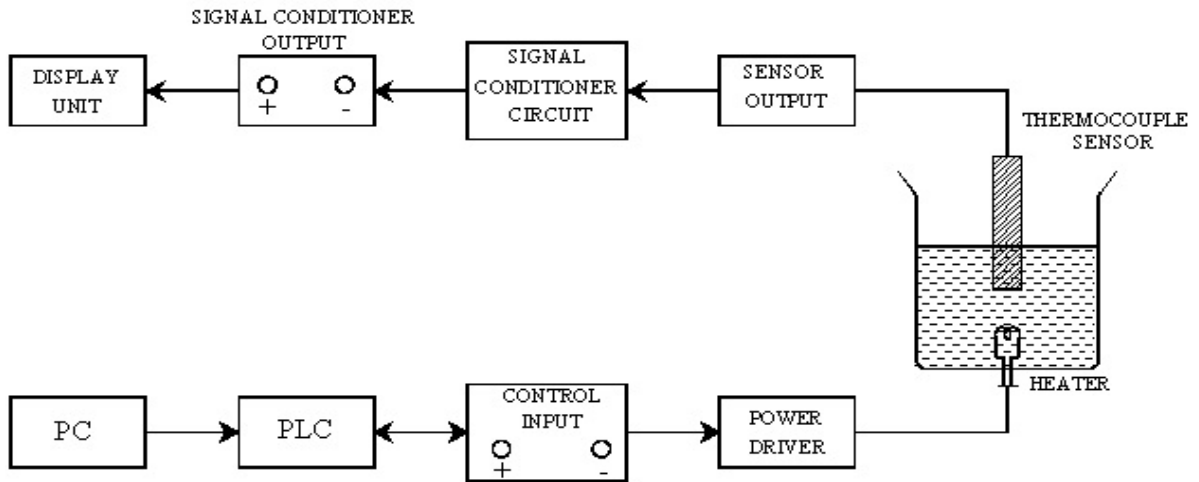 SIGNAL CONDITIONER
OUTPUT
DISPLAY
UNIT
+ -
SIGNAL
CONDITIONER
CIRCUIT
SENSOR
OUTPUT
THERMOCOUPLE
SENSOR
HEATER
PC
PLC
CONTROL
INPUT
+ -
POWER
DRIVER